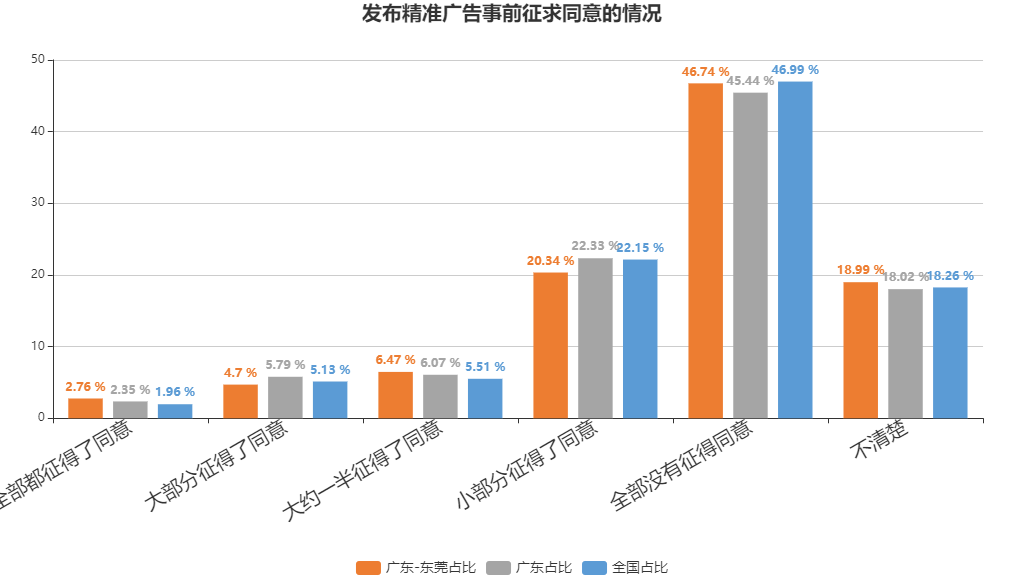 发布精准广告事前征求同意的情况
50
40
30
20
10
0
2.76 %
2.35 %
1.96 %
4.7 %
5.79 %
5.13 %
6.47 %
6.07 %
5.51 %
20.34 %
22.33 %
22.15 %
46.74 %
45.44 %
46.99 %
18.99 %
18.02 %
18.26 %
全部都征得了同意
大部分征得了同意
大约一半征得了同意
小部分征得了同意
全部没有征得同意
不清楚
广东-东莞占比
广东占比
全国占比